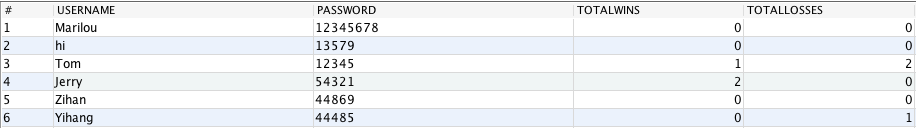 # USERNAME PASSWORD TOTALWINS TOTALLOSSES
1 Marilou 12345678 0 0
2 hi 13579 0 0
3 Tom 12345 1 2
4 Jerry 54321 2 0
5 Zihan 44869 0 0
6 Yihang 44485 0 1